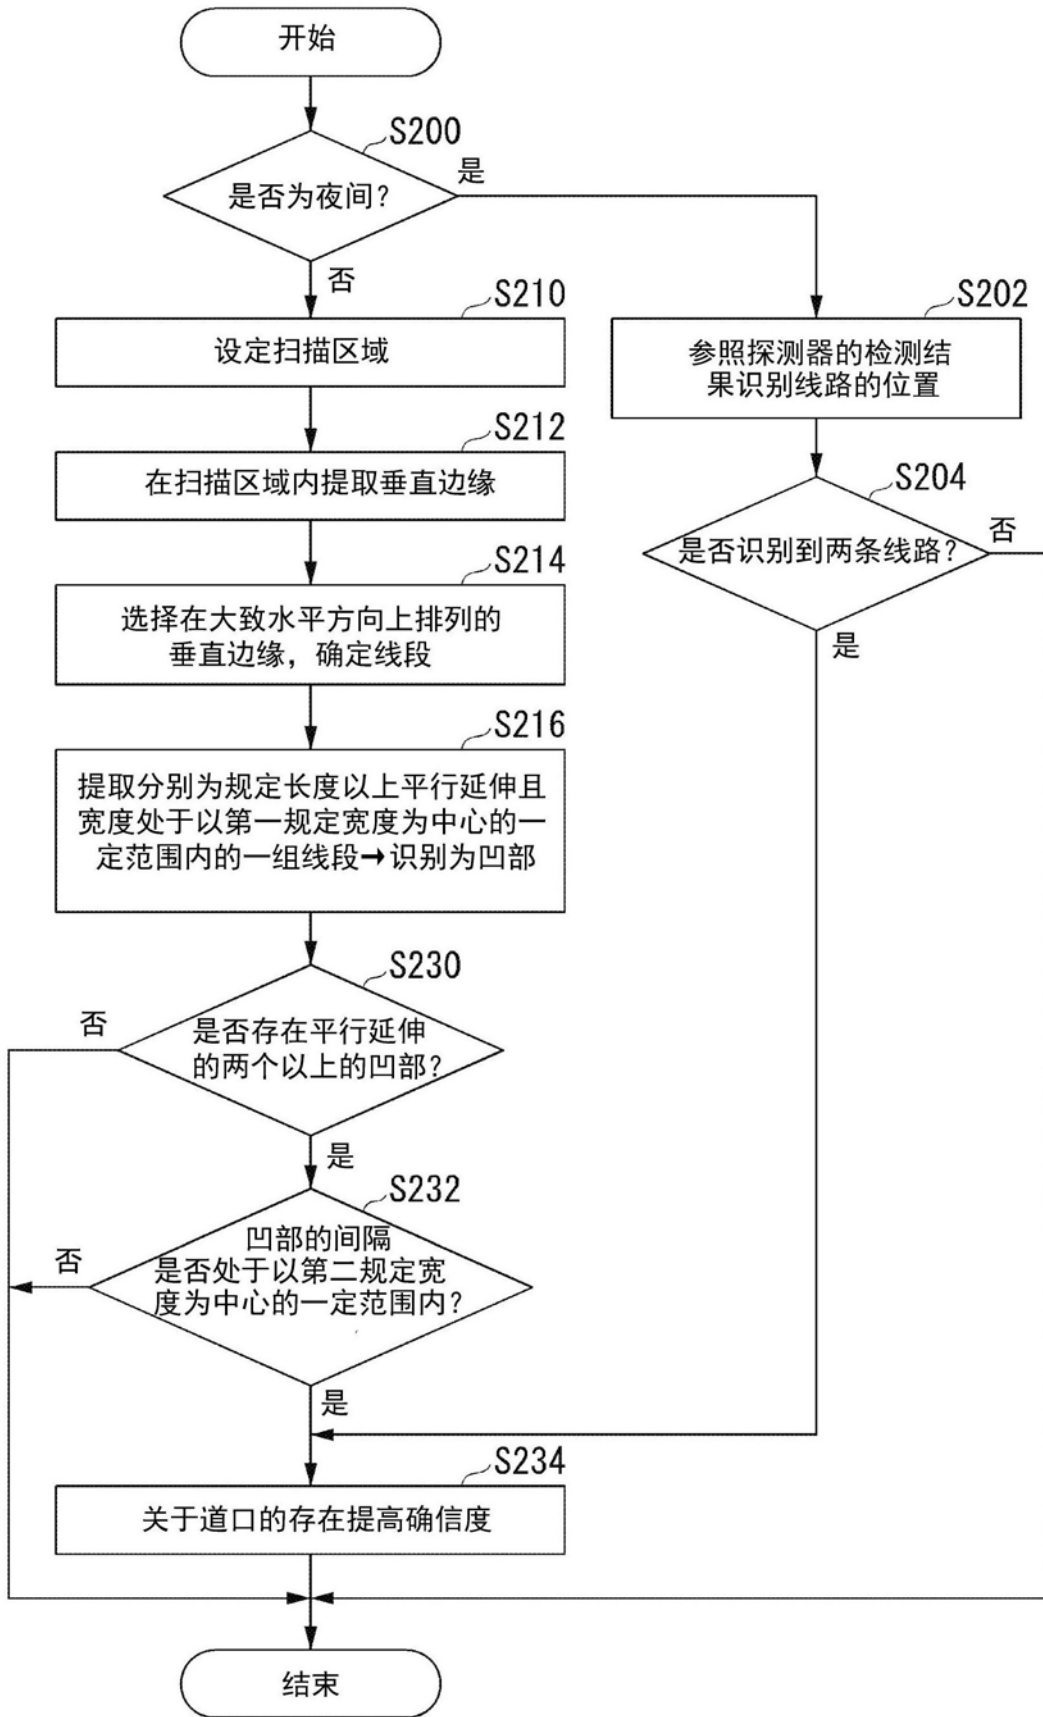 开始
S200
是否为夜间?
是
否
S210
设定扫描区域
S202
参照探测器的检测结
果识别线路的位置
S212
在扫描区域内提取垂直边缘
S204
是否识别到两条线路?
否
是
S214
选择在大致水平方向上排列的
垂直边缘，确定线段
S216
提取分别为规定长度以上平行延伸且
宽度处于以第一规定宽度为中心的一
定范围内的一组线段→识别为凹部
S230
是否存在平行延伸
的两个以上的凹部?
否
是
S232
凹部的间隔
是否处于以第二规定宽
度为中心的一定范围内?
否
是
S234
关于道口的存在提高确信度
结束